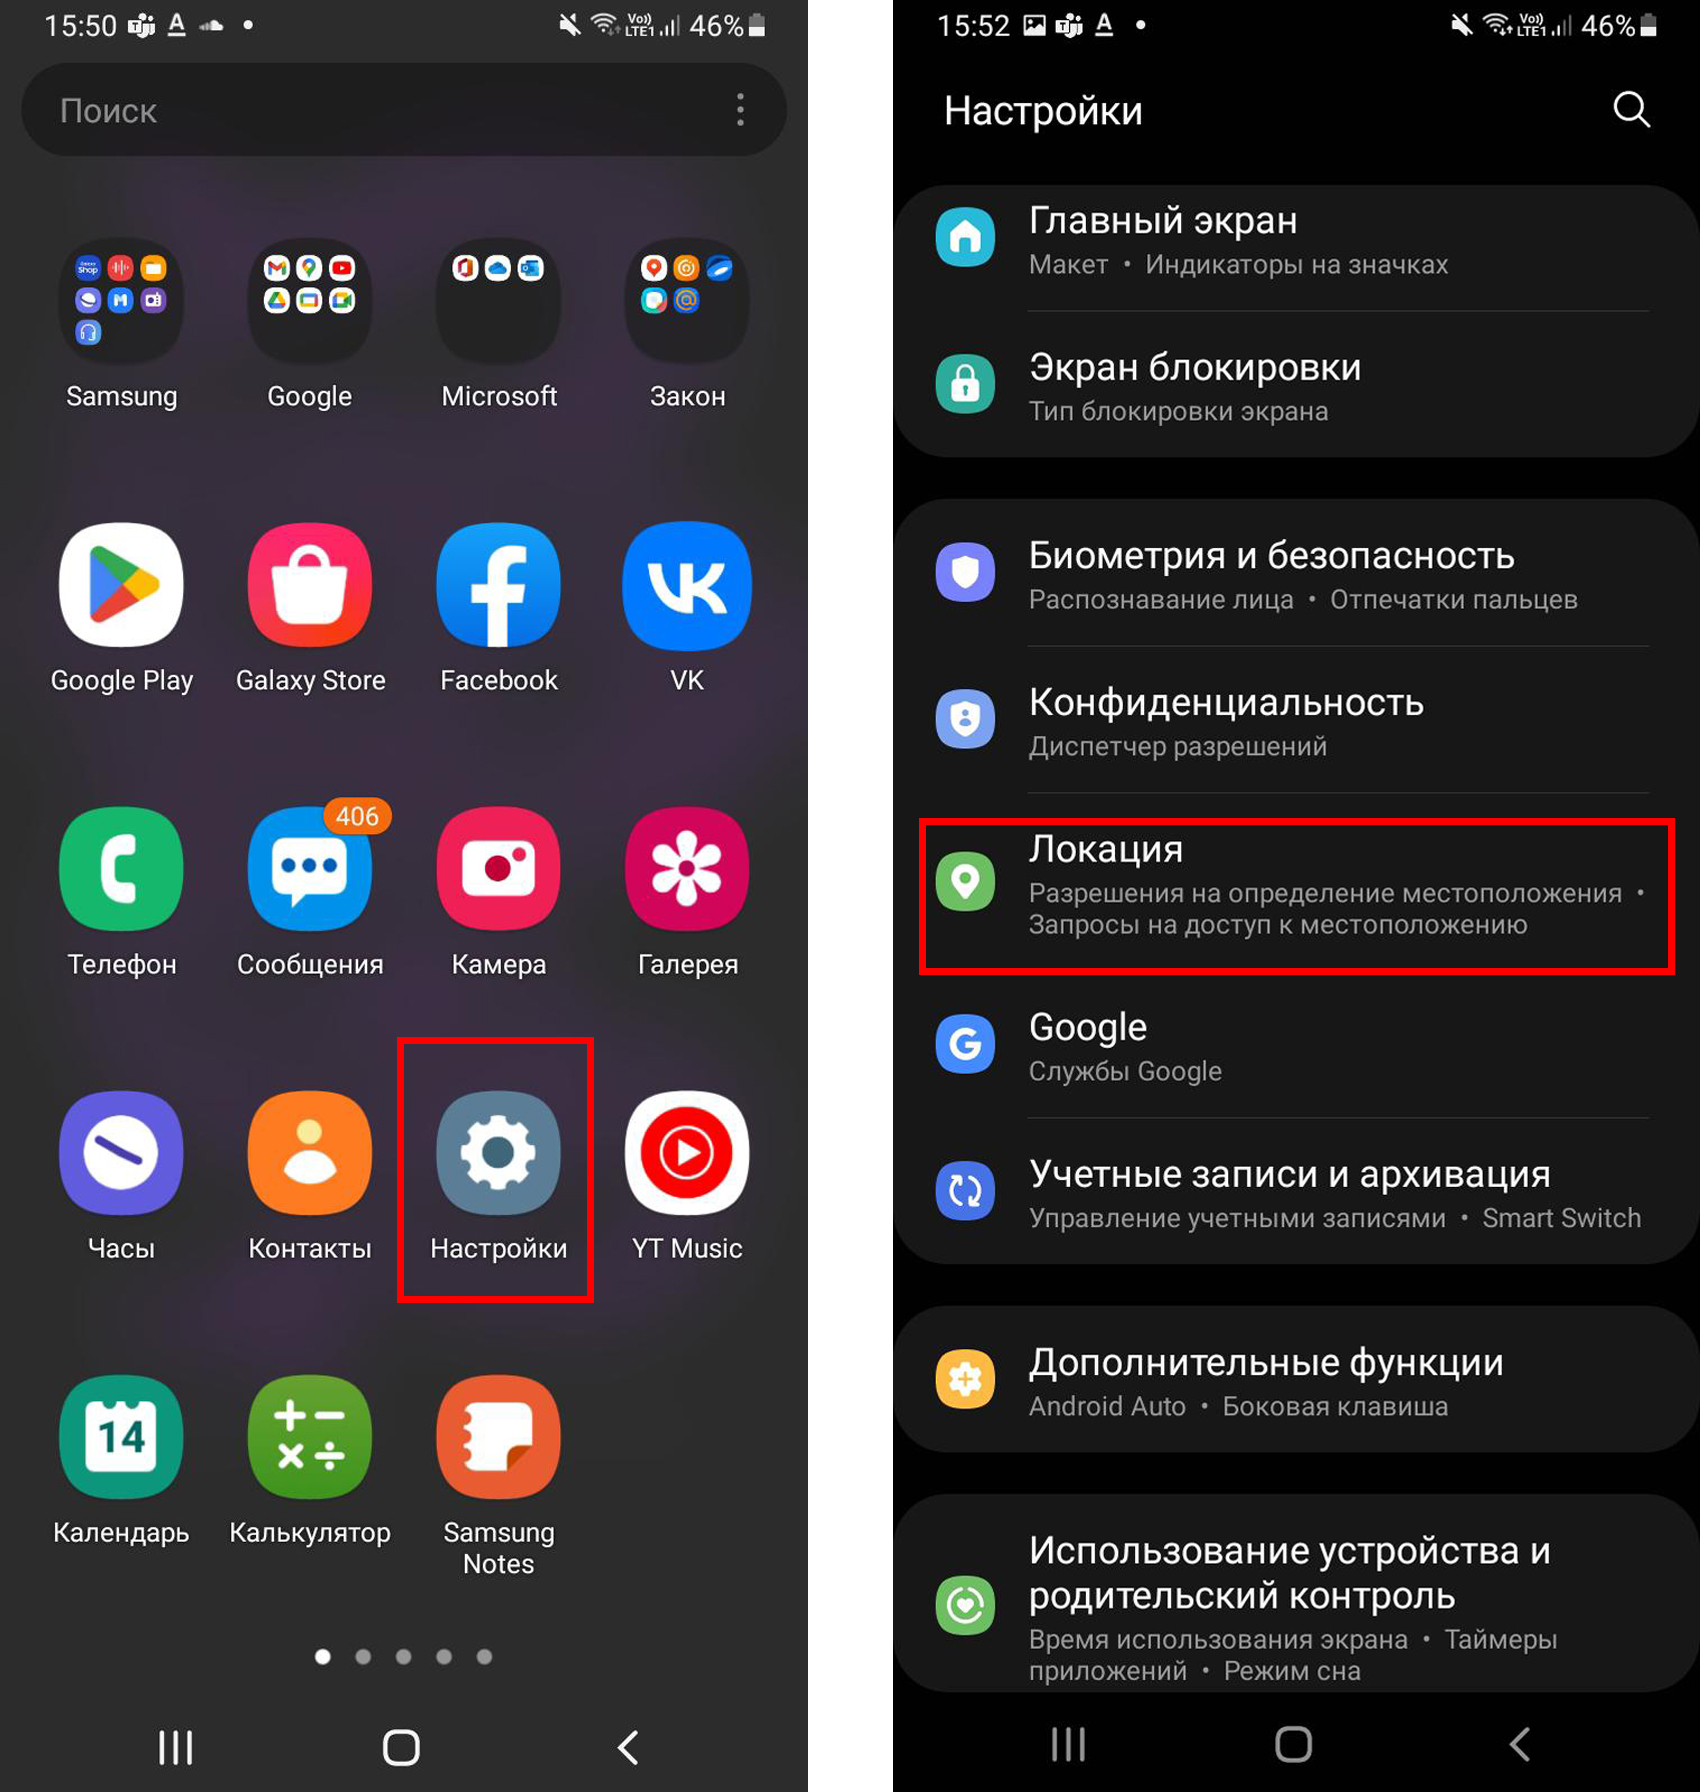 15:50 A
Vo)) LTE1 46%
Поиск
Samsung
Google
Microsoft
Закон
Google Play
Galaxy Store
Facebook
VK
406
Телефон
Сообщения
Камера
Галерея
Часы
Контакты
Настройки
YT Music
14
Календарь
Калькулятор
Samsung
Notes
15:52 A
Vo)) LTE1 46%
Настройки
Главный экран
Макет • Индикаторы на значках
Экран блокировки
Тип блокировки экрана
Биометрия и безопасность
Распознавание лица • Отпечатки пальцев
Конфиденциальность
Диспетчер разрешений
Локация
Разрешения на определение местоположения •
Запросы на доступ к местоположению
Google
Службы Google
Учетные записи и архивация
Управление учетными записями • Smart Switch
Дополнительные функции
Android Auto • Боковая клавиша
Использование устройства и
родительский контроль
Время использования экрана • Таймеры
приложений • Режим сна